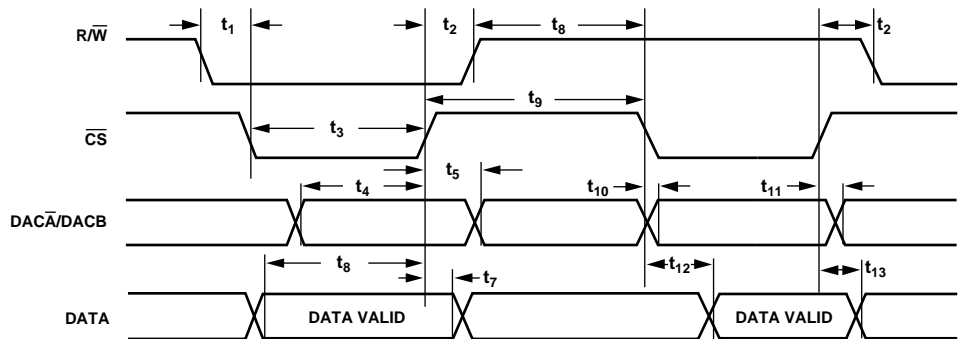 R/W̅ t1 t2 t8 t2
t9
C̅S̅ t3
t5
t4 t10 t11
DACA̅/DACB
t8 t7 t12 t13
DATA DATA VALID DATA VALID